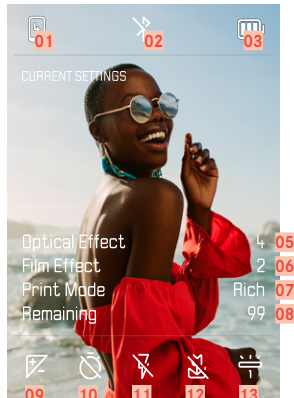 01 02 03
CURRENT SETTINGS
Optical Effect 4 05
Film Effect 2 06
Print Mode Rich 07
Remaining 99 08
09 10 11 12 13